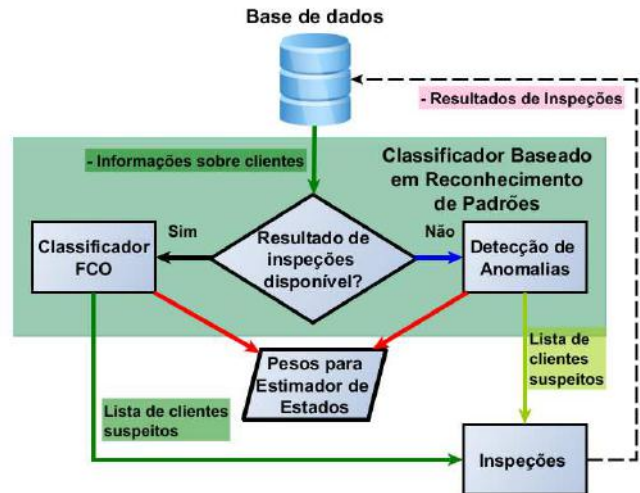 Base de dados
- Resultados de Inspeções
- Informações sobre clientes
Classificador Baseado
em Reconhecimento
de Padrões
Sim
Não
Classificador
FCO
Resultado de
inspeções
disponível?
Detecção de
Anomalias
Pesos para
Estimador de
Estados
Lista de
clientes
suspeitos
Lista de clientes
suspeitos
Inspeções